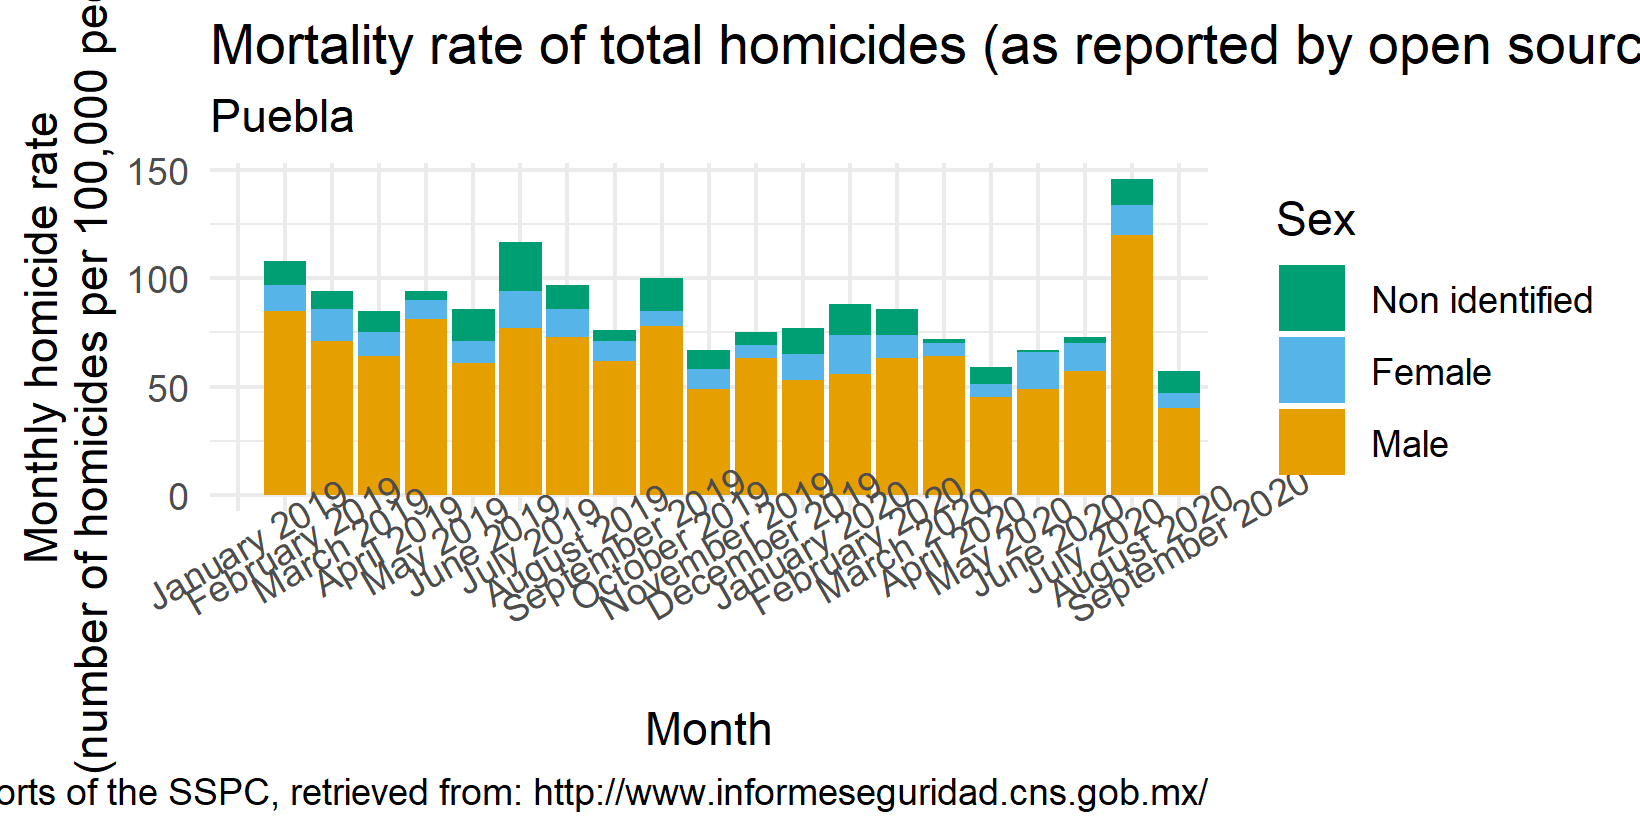 Mortality rate of total homicides (as reported by open sourc
Puebla
Monthly homicide rate
(number of homicides per 100,000 pe
150
100
50
0
January 2019
February 2019
March 2019
April 2019
May 2019
June 2019
July 2019
August 2019
September 2019
October 2019
November 2019
December 2019
January 2020
February 2020
March 2020
April 2020
May 2020
June 2020
July 2020
August 2020
September 2020
Month
Sex
Non identified
Female
Male
orts of the SSPC, retrieved from: http://www.informeseguridad.cns.gob.mx/